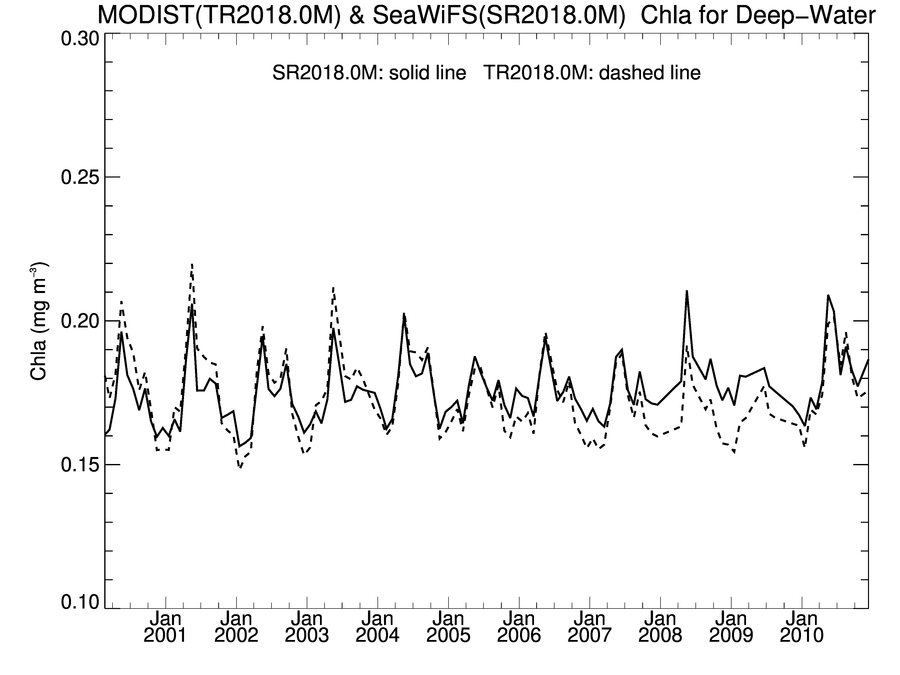 MODIST(TR2018.0M) & SeaWiFS(SR2018.0M)  Chla for Deep−Water
SR2018.0M: solid line   TR2018.0M: dashed line
0.30
0.25
0.20
0.15
0.10
Chla (mg m⁻³)
Jan Jan Jan Jan Jan Jan Jan Jan Jan Jan
2001 2002 2003 2004 2005 2006 2007 2008 2009 2010